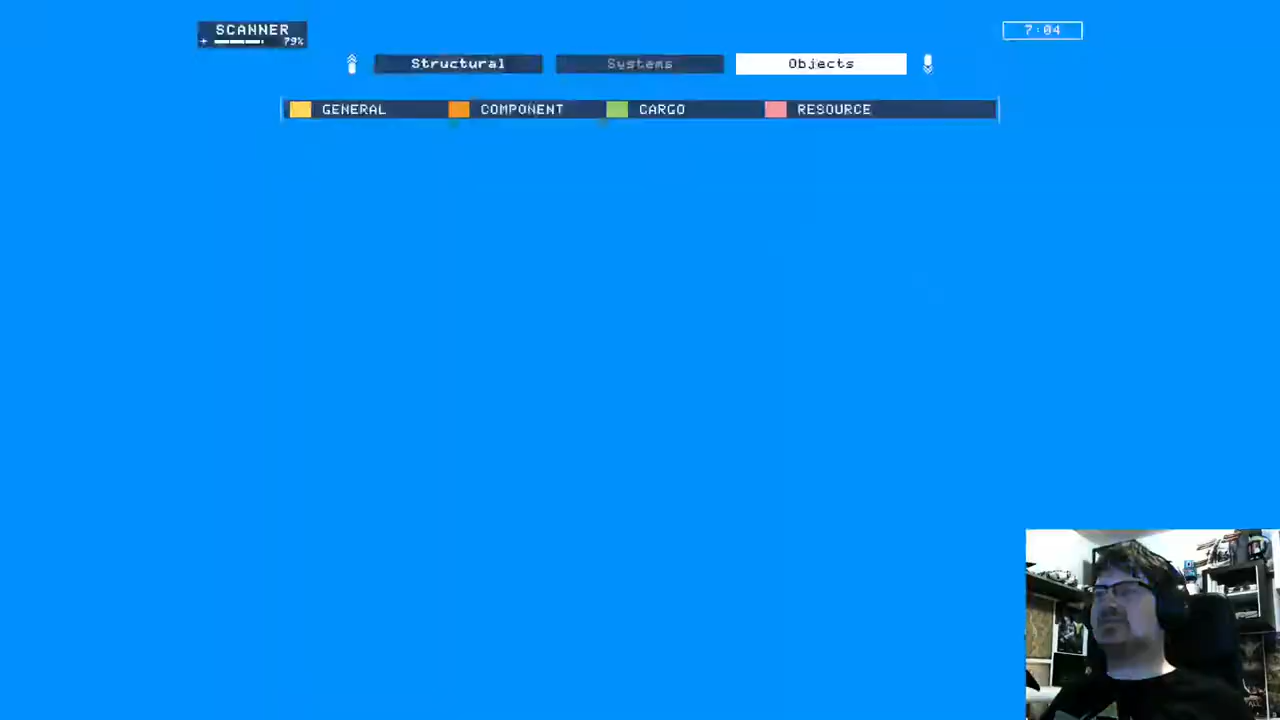 SCANNER
79%
7:04
Structural
Systems
Objects
GENERAL
COMPONENT
CARGO
RESOURCE